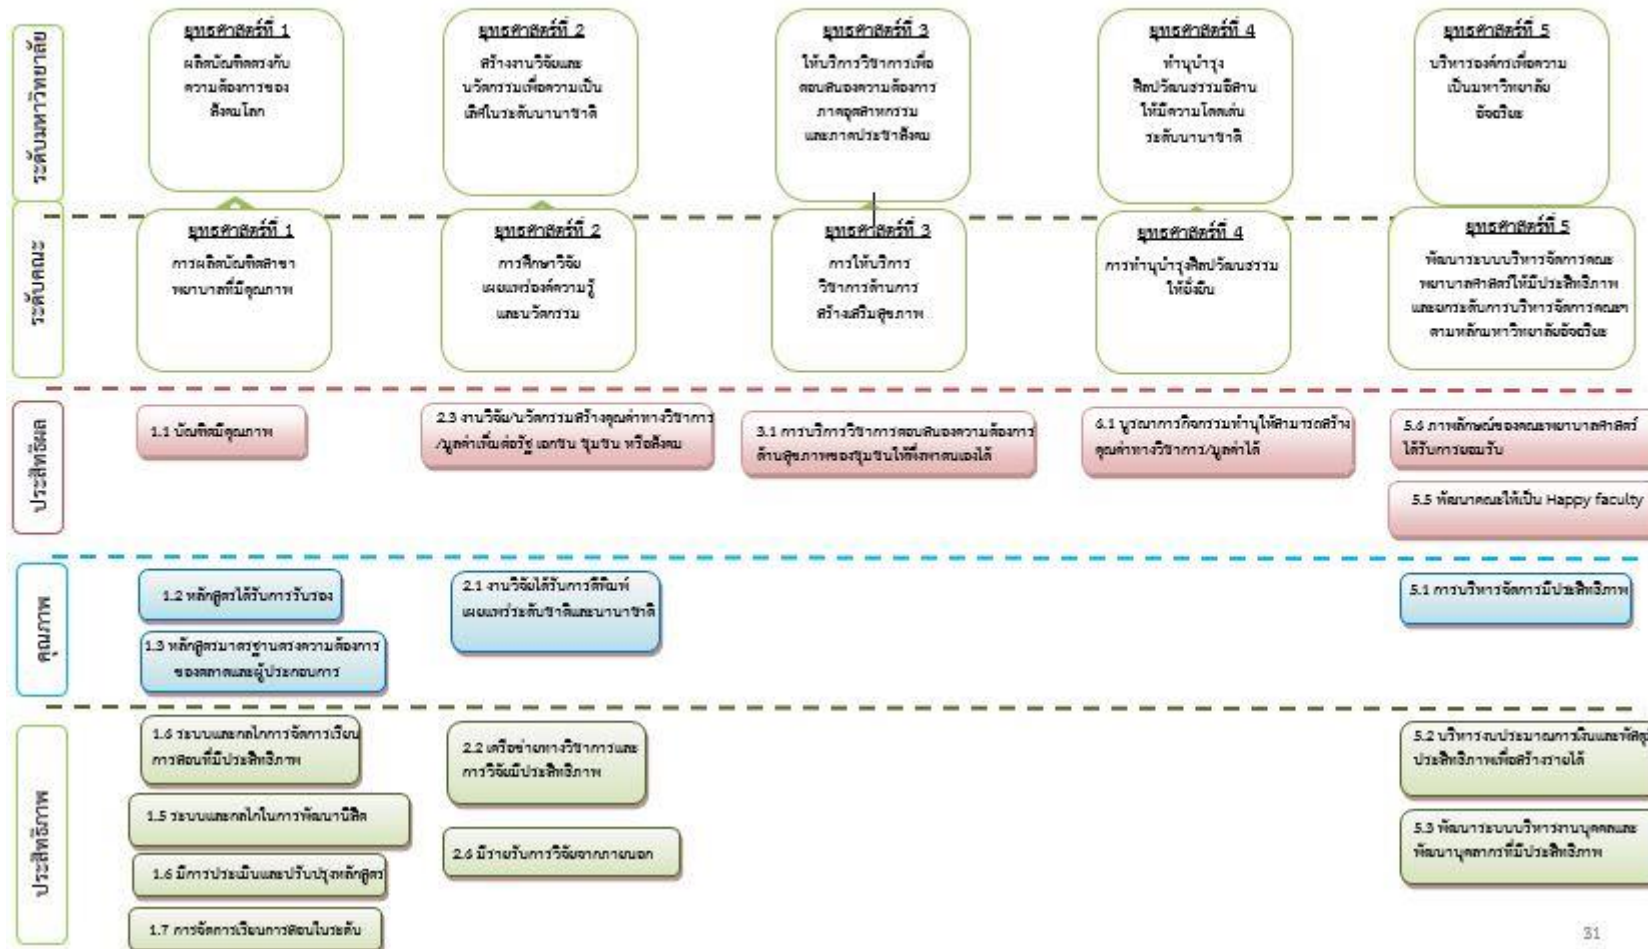 ระดับมหาวิทยาลัย
ยุทธศาสตร์ที่ 1
ผลิตบัณฑิตตรงกับ
ความต้องการของ
สังคมโลก
ยุทธศาสตร์ที่ 2
สร้างงานวิจัยและ
นวัตกรรมเพื่อความเป็น
เลิศในระดับนานาชาติ
ยุทธศาสตร์ที่ 3
ให้บริการวิชาการเพื่อ
ตอบสนองความต้องการ
ภาคอุตสาหกรรม
และภาคประชาสังคม
ยุทธศาสตร์ที่ 4
ทำนุบำรุง
ศิลปวัฒนธรรมอีสาน
ให้มีความโดดเด่น
ระดับนานาชาติ
ยุทธศาสตร์ที่ 5
บริหารองค์กรเพื่อความ
เป็นมหาวิทยาลัย
อัจฉริยะ
ระดับคณะ
ยุทธศาสตร์ที่ 1
การผลิตบัณฑิตสาขา
พยาบาลที่มีคุณภาพ
ยุทธศาสตร์ที่ 2
การศึกษาวิจัย
เผยแพร่องค์ความรู้
และนวัตกรรม
ยุทธศาสตร์ที่ 3
การให้บริการ
วิชาการด้านการ
สร้างเสริมสุขภาพ
ยุทธศาสตร์ที่ 4
การทำนุบำรุงศิลปวัฒนธรรม
ให้ยั่งยืน
ยุทธศาสตร์ที่ 5
พัฒนาระบบบริหารจัดการคณะ
พยาบาลศาสตร์ให้มีประสิทธิภาพ
และยกระดับการบริหารจัดการคณะฯ
ตามหลักมหาวิทยาลัยอัจฉริยะ
ประสิทธิผล
1.1 บัณฑิตมีคุณภาพ
2.3 งานวิจัย/นวัตกรรมสร้างคุณค่าทางวิชาการ
/มูลค่าเพิ่มต่อรัฐ เอกชน ชุมชน หรือสังคม
3.1 การบริการวิชาการตอบสนองความต้องการ
ด้านสุขภาพของชุมชนให้พึ่งพาตนเองได้
4.1 บูรณาการกิจกรรมทำนุให้สามารถสร้าง
คุณค่าทางวิชาการ/มูลค่าได้
5.4 ภาพลักษณ์ของคณะพยาบาลศาสตร์
ได้รับการยอมรับ
5.5 พัฒนาคณะให้เป็น Happy faculty
คุณภาพ
1.2 หลักสูตรได้รับการรับรอง
1.3 หลักสูตรมาตรฐานตรงความต้องการ
ของตลาดและผู้ประกอบการ
2.1 งานวิจัยได้รับการตีพิมพ์
เผยแพร่ระดับชาติและนานาชาติ
5.1 การบริหารจัดการมีประสิทธิภาพ
ประสิทธิภาพ
1.4 ระบบและกลไกการจัดการเรียน
การสอนที่มีประสิทธิภาพ
1.5 ระบบและกลไกในการพัฒนานิสิต
1.6 มีการประเมินและปรับปรุงหลักสูตร
1.7 การจัดการเรียนการสอนในระดับ
2.2 เครือข่ายทางวิชาการและ
การวิจัยมีประสิทธิภาพ
2.4 มีรายรับการวิจัยจากภายนอก
5.2 บริหารงบประมาณการเงินและพัสดุ
ประสิทธิภาพเพื่อสร้างรายได้
5.3 พัฒนาระบบบริหารงานบุคคลและ
พัฒนาบุคลากรที่มีประสิทธิภาพ
31